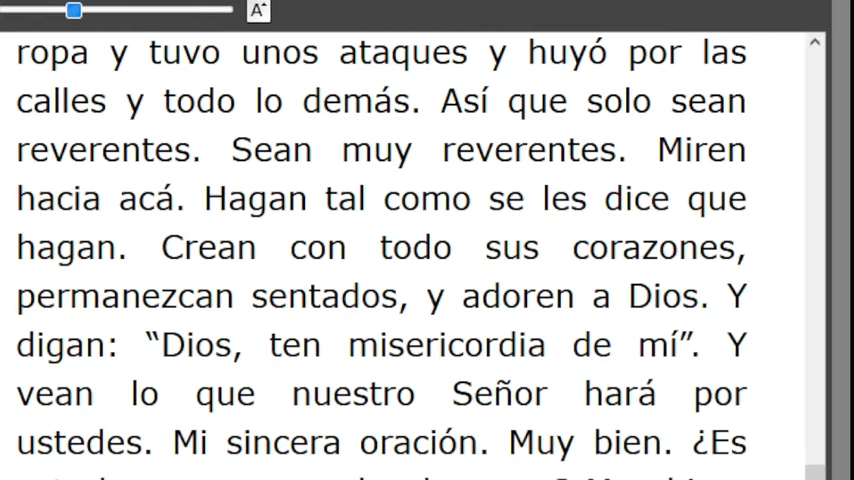 A
ropa y tuvo unos ataques y huyó por las
calles y todo lo demás. Así que solo sean
reverentes. Sean muy reverentes. Miren
hacia acá. Hagan tal como se les dice que
hagan. Crean con todo sus corazones,
permanezcan sentados, y adoren a Dios. Y
digan: “Dios, ten misericordia de mí”. Y
vean lo que nuestro Señor hará por
ustedes. Mi sincera oración. Muy bien. ¿Es